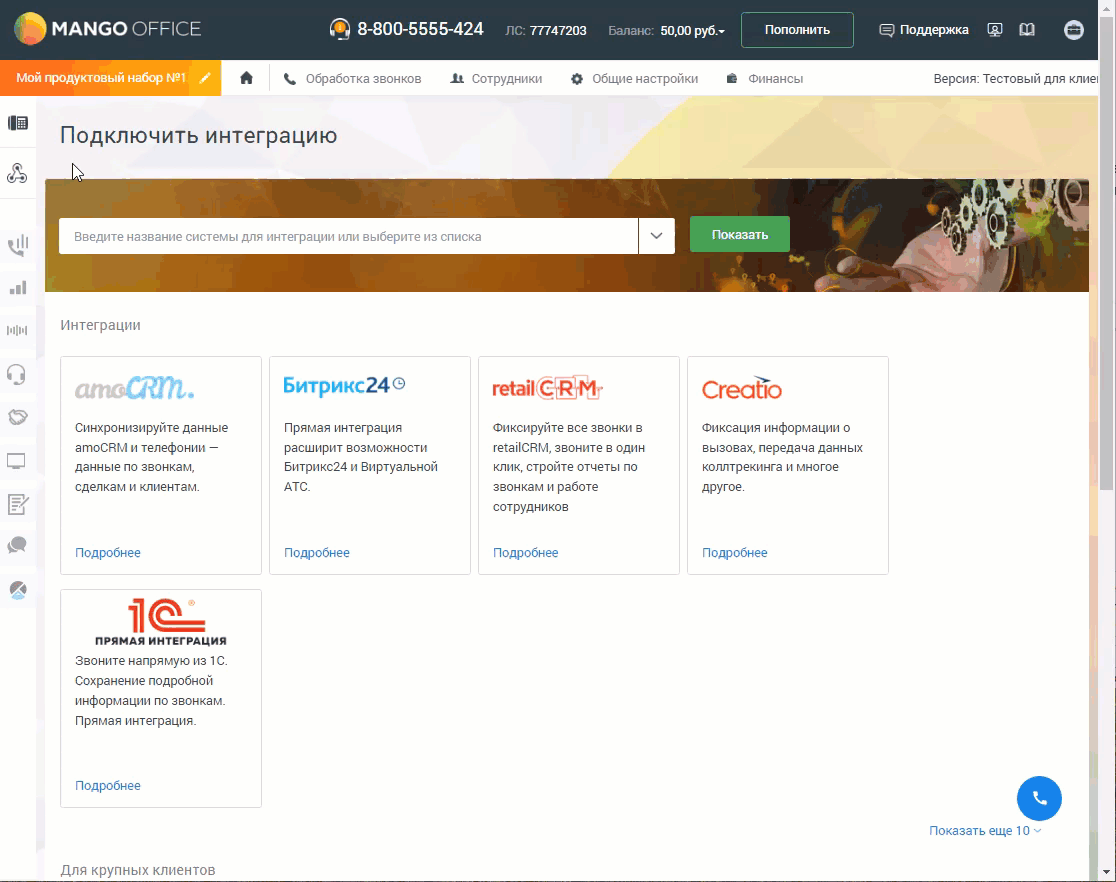 MANGO OFFICE 8-800-5555-424 ЛС: 77747203 Баланс: 50,00 руб. Пополнить Поддержка
Мой продуктовый набор №1 Обработка звонков Сотрудники Общие настройки Финансы Версия: Тестовый для клие
Подключить интеграцию
Введите название системы для интеграции или выберите из списка Показать
Интеграции
amoCRM.
Синхронизируйте данные
amoCRM и телефонии —
данные по звонкам,
сделкам и клиентам.
Подробнее
Битрикс24
Прямая интеграция
расширит возможности
Битрикс24 и Виртуальной
АТС.
Подробнее
retailCRM
Фиксируйте все звонки в
retailCRM, звоните в один
клик, стройте отчеты по
звонкам и работе
сотрудников
Подробнее
Creatio
Фиксация информации о
вызовах, передача данных
коллтрекинга и многое
другое.
Подробнее
1С®
ПРЯМАЯ ИНТЕГРАЦИЯ
Звоните напрямую из 1С.
Сохранение подробной
информации по звонкам.
Прямая интеграция.
Подробнее
Показать еще 10
Для крупных клиентов